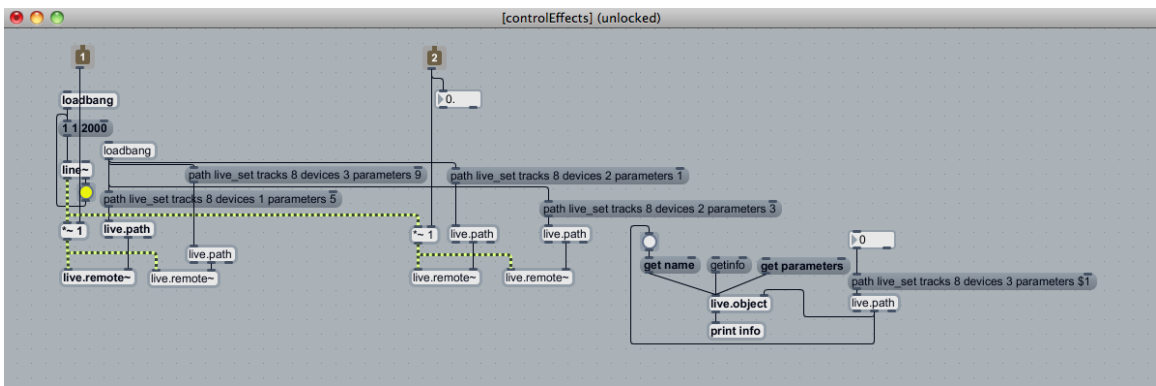 [controlEffects] (unlocked)
1
2
loadbang
0.
1 1 2000
loadbang
line~
path live_set tracks 8 devices 3 parameters 9
path live_set tracks 8 devices 2 parameters 1
path live_set tracks 8 devices 1 parameters 5
path live_set tracks 8 devices 2 parameters 3
*~ 1
live.path
*~ 1
live.path
live.path
0
live.path
get name
getinfo
get parameters
live.remote~
live.remote~
live.remote~
live.remote~
path live_set tracks 8 devices 3 parameters $1
live.object
live.path
print info